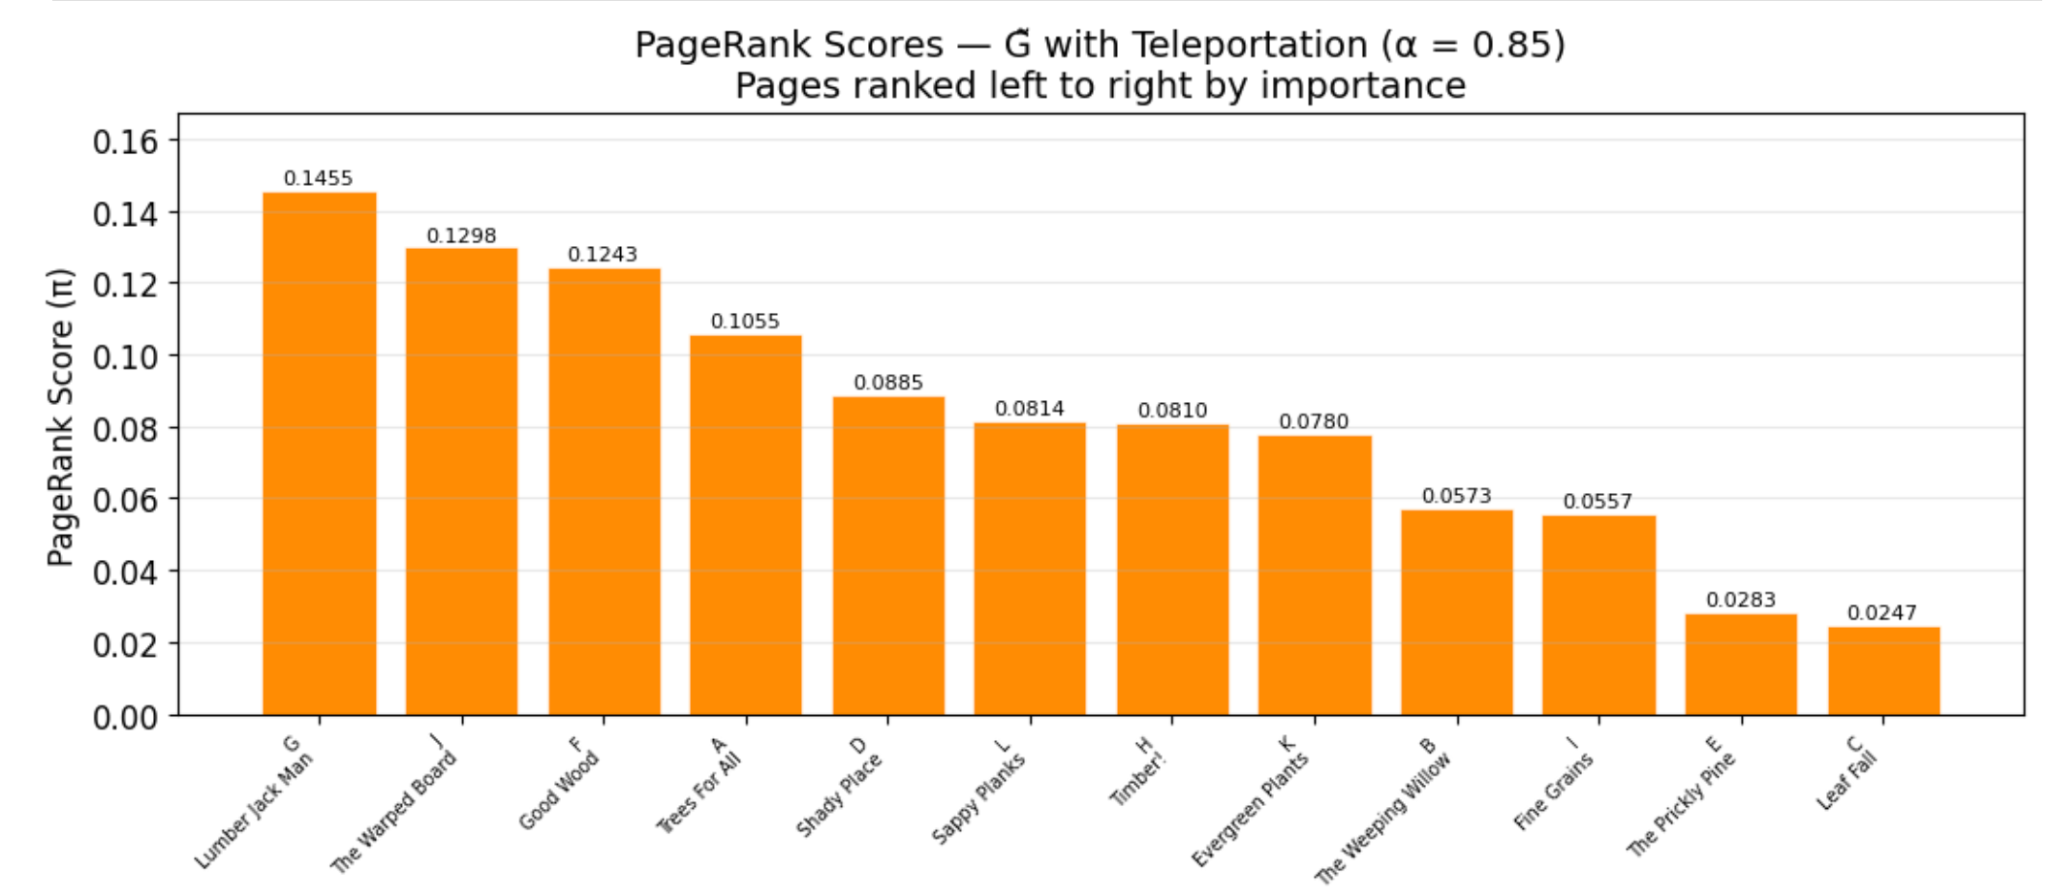 PageRank Scores — G̃ with Teleportation (α = 0.85)
Pages ranked left to right by importance
PageRank Score (π)
0.16
0.14
0.12
0.10
0.08
0.06
0.04
0.02
0.00
0.1455
0.1298
0.1243
0.1055
0.0885
0.0814
0.0810
0.0780
0.0573
0.0557
0.0283
0.0247
G
Lumber Jack Man
J
The Warped Board
F
Good Wood
A
Trees For All
D
Shady Place
L
Sappy Planks
H
Timber!
K
Evergreen Plants
B
The Weeping Willow
I
Fine Grains
E
The Prickly Pine
C
Leaf Fall